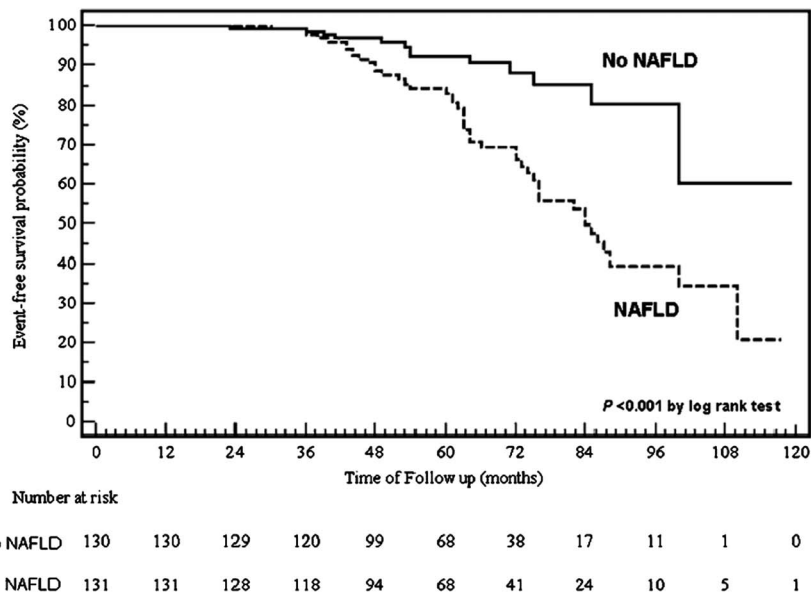 100
90
80
70
60
50
40
30
20
10
0
Event-free survival probability (%)
No NAFLD
NAFLD
P <0.001 by log rank test
0 12 24 36 48 60 72 84 96 108 120
Time of Follow up (months)
Number at risk
NAFLD 130 130 129 120 99 68 38 17 11 1 0
NAFLD 131 131 128 118 94 68 41 24 10 5 1